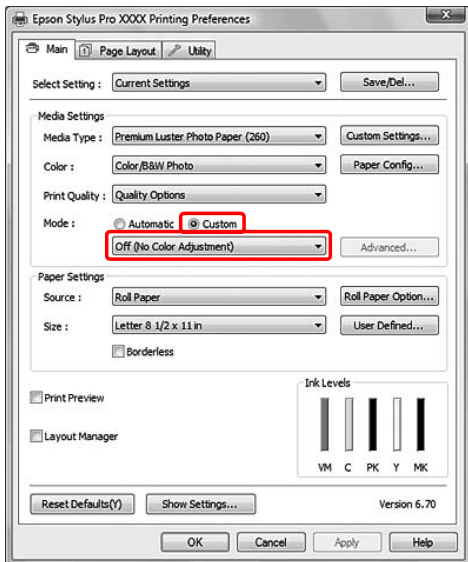 Epson Stylus Pro XXXX Printing Preferences
Main Page Layout Utility
Select Setting : Current Settings Save/Del...
Media Settings
Media Type : Premium Luster Photo Paper (260) Custom Settings...
Color : Color/B&W Photo Paper Config...
Print Quality : Quality Options
Mode : Automatic Custom
Off (No Color Adjustment) Advanced...
Paper Settings
Source : Roll Paper Roll Paper Option...
Size : Letter 8 1/2 x 11 in User Defined...
Borderless
Print Preview
Layout Manager
Ink Levels
VM C PK Y MK
Reset Defaults(Y) Show Settings... Version 6.70
OK Cancel Apply Help